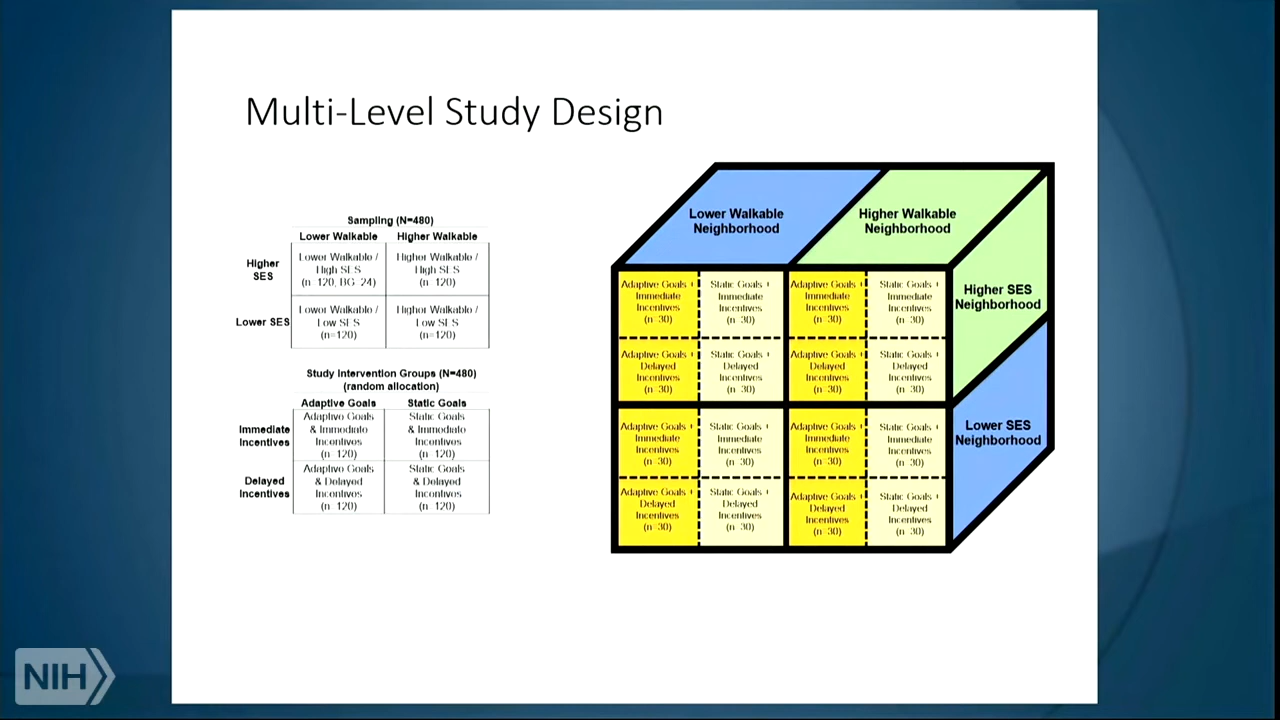 Multi-Level Study Design
Sampling (N=480)
Lower Walkable Higher Walkable
Higher
SES
Lower Walkable /
High SES
(n=120, BG=24)
Higher Walkable /
High SES
(n=120)
Lower SES
Lower Walkable /
Low SES
(n=120)
Higher Walkable /
Low SES
(n=120)
Study Intervention Groups (N=480)
(random allocation)
Adaptive Goals Static Goals
Immediate
Incentives
Adaptive Goals
& Immediate
Incentives
(n=120)
Static Goals
& Immediate
Incentives
(n=120)
Delayed
Incentives
Adaptive Goals
& Delayed
Incentives
(n=120)
Static Goals
& Delayed
Incentives
(n=120)
Lower Walkable
Neighborhood
Higher Walkable
Neighborhood
Higher SES
Neighborhood
Lower SES
Neighborhood
Adaptive Goals +
Immediate
Incentives
(n=30)
Static Goals +
Immediate
Incentives
(n=30)
Adaptive Goals +
Immediate
Incentives
(n=30)
Static Goals +
Immediate
Incentives
(n=30)
Adaptive Goals +
Delayed
Incentives
(n=30)
Static Goals +
Delayed
Incentives
(n=30)
Adaptive Goals +
Delayed
Incentives
(n=30)
Static Goals +
Delayed
Incentives
(n=30)
Adaptive Goals +
Immediate
Incentives
(n=30)
Static Goals +
Immediate
Incentives
(n=30)
Adaptive Goals +
Immediate
Incentives
(n=30)
Static Goals +
Immediate
Incentives
(n=30)
Adaptive Goals +
Delayed
Incentives
(n=30)
Static Goals +
Delayed
Incentives
(n=30)
Adaptive Goals +
Delayed
Incentives
(n=30)
Static Goals +
Delayed
Incentives
(n=30)
NIH